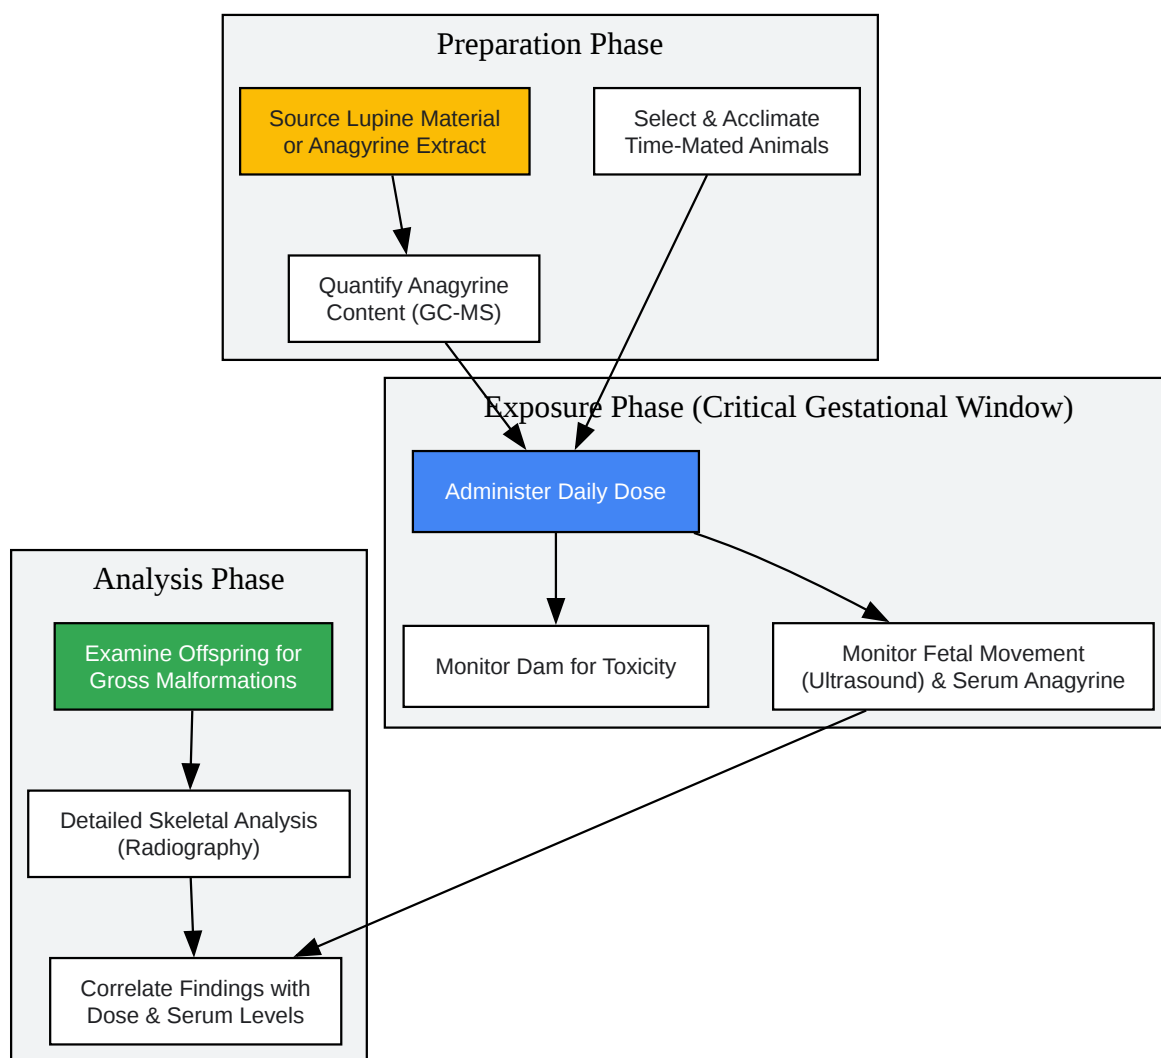 Preparation Phase
Source Lupine Material
or Anagyrine Extract
Select & Acclimate
Time-Mated Animals
Quantify Anagyrine
Content (GC-MS)
Exposure Phase (Critical Gestational Window)
Administer Daily Dose
Monitor Dam for Toxicity
Monitor Fetal Movement
(Ultrasound) & Serum Anagyrine
Analysis Phase
Examine Offspring for
Gross Malformations
Detailed Skeletal Analysis
(Radiography)
Correlate Findings with
Dose & Serum Levels